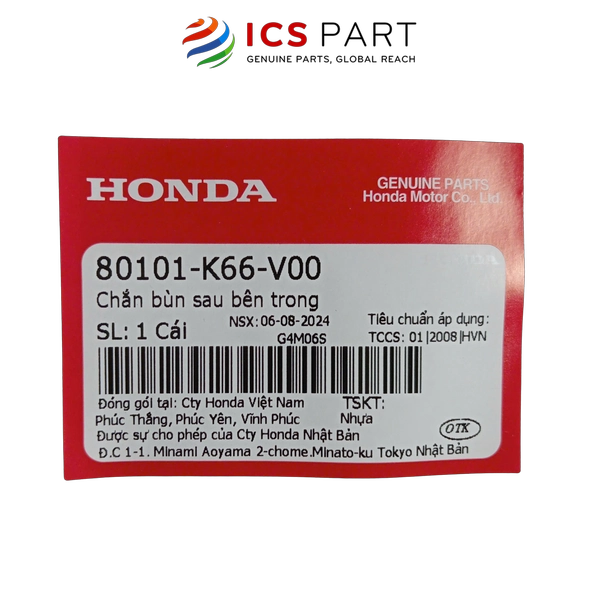 ICS PART
GENUINE PARTS, GLOBAL REACH
HONDA
GENUINE PARTS
Honda Motor Co., Ltd.
80101-K66-V00
Chắn bùn sau bên trong
SL: 1 Cái
NSX: 06-08-2024
G4M06S
Tiêu chuẩn áp dụng:
TCCS: 01|2008|HVN
Đóng gói tại: Cty Honda Việt Nam
Phúc Thắng, Phúc Yên, Vĩnh Phúc
TSKT:
Nhựa
Được sự cho phép của Cty Honda Nhật Bản
OTK
Đ.C 1-1. Minami Aoyama 2-chome.Minato-ku Tokyo Nhật Bản